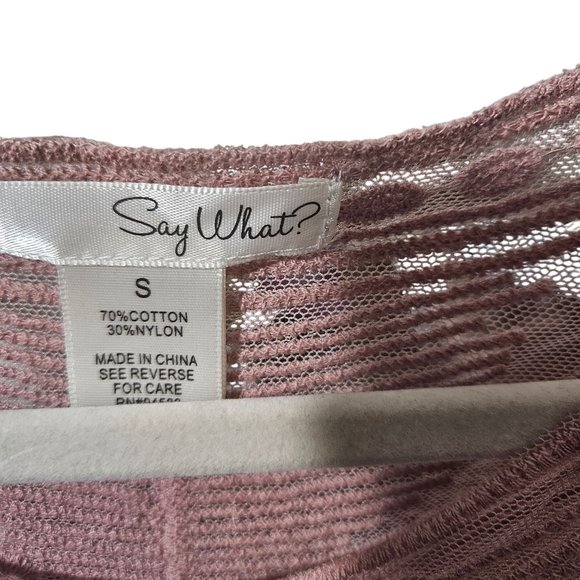 Say What?
S
70%COTTON
30%NYLON
MADE IN CHINA
SEE REVERSE
FOR CARE